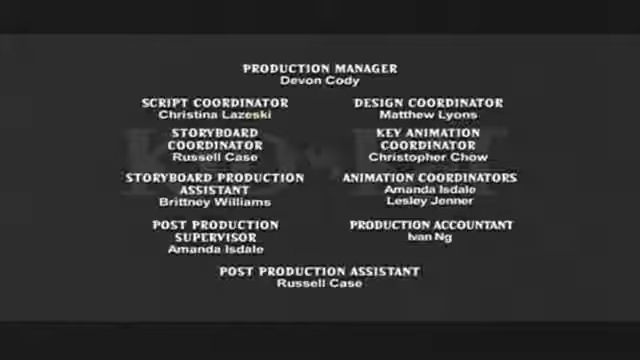 PRODUCTION MANAGER
Devon Cody
SCRIPT COORDINATOR
Christina Lazeski
DESIGN COORDINATOR
Matthew Lyons
STORYBOARD
COORDINATOR
Russell Case
KEY ANIMATION
COORDINATOR
Christopher Chow
STORYBOARD PRODUCTION
ASSISTANT
Brittney Williams
ANIMATION COORDINATORS
Amanda Isdale
Lesley Jenner
POST PRODUCTION
SUPERVISOR
Amanda Isdale
PRODUCTION ACCOUNTANT
Ivan Ng
POST PRODUCTION ASSISTANT
Russell Case